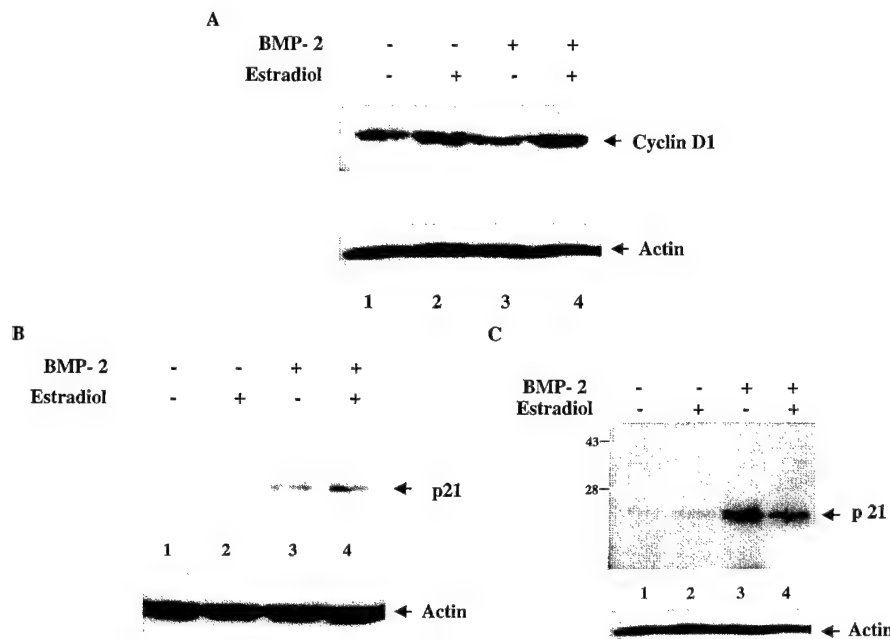 A
BMP- 2 - - + +
Estradiol - + - +
Cyclin D1
Actin
1 2 3 4
B
BMP- 2 - - + +
Estradiol - + - +
p21
1 2 3 4
Actin
C
BMP- 2 - - + +
Estradiol - + - +
43
28
p 21
1 2 3 4
Actin